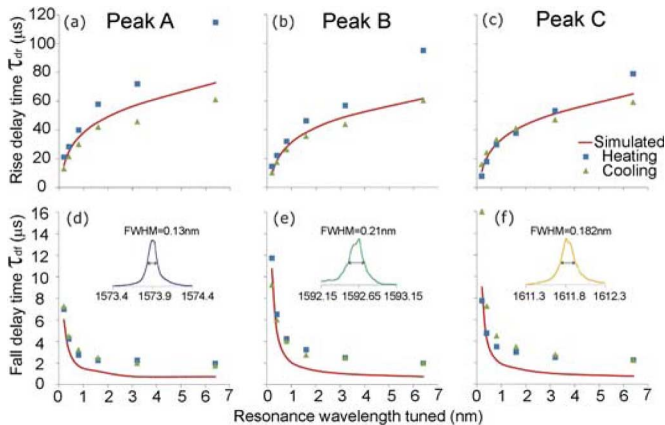 (a) Peak A
(b) Peak B
(c) Peak C
Rise delay time τdr (µs)
120
100
80
60
40
20
0
Simulated
Heating
Cooling
Fall delay time τdf (µs)
16
14
12
10
8
6
4
2
0
(d)
FWHM=0.13nm
1573.4 1573.9 1574.4
(e)
FWHM=0.21nm
1592.15 1592.65 1593.15
(f)
FWHM=0.182nm
1611.3 1611.8 1612.3
0 1 2 3 4 5 6 7
0 1 2 3 4 5 6 7
0 1 2 3 4 5 6 7
Resonance wavelength tuned (nm)